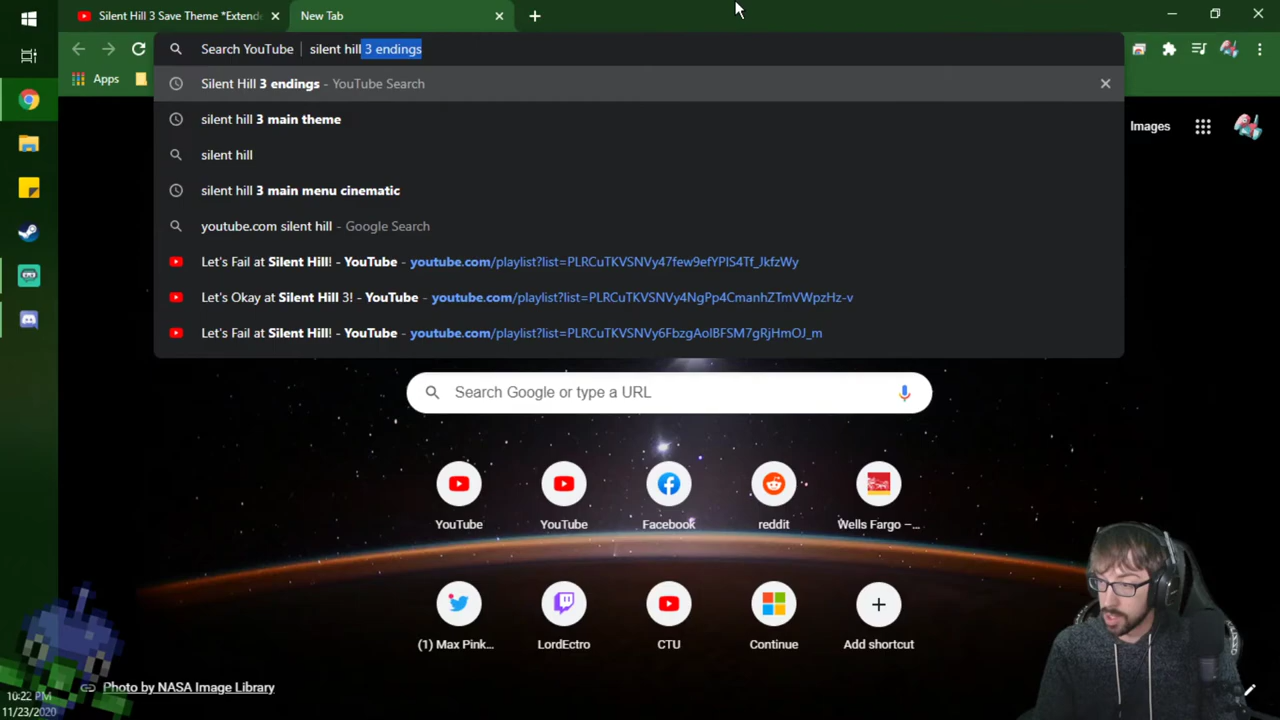 Silent Hill 3 Save Theme *Extend
New Tab
Search YouTube silent hill 3 endings
Silent Hill 3 endings - YouTube Search
silent hill 3 main theme
silent hill
silent hill 3 main menu cinematic
youtube.com silent hill - Google Search
Let's Fail at Silent Hill! - YouTube - youtube.com/playlist?list=PLRCuTKVSNVy47few9efYPlS4Tf_JkfzWy
Let's Okay at Silent Hill 3! - YouTube - youtube.com/playlist?list=PLRCuTKVSNVy4NgPp4CmanhZTmVWpzHz-v
Let's Fail at Silent Hill! - YouTube - youtube.com/playlist?list=PLRCuTKVSNVy6FbzgAolBFSM7gRjHmOJ_m
Apps
Images
Search Google or type a URL
YouTube
YouTube
Facebook
reddit
Wells Fargo –...
(1) Max Pink...
LordEctro
CTU
Continue
Add shortcut
Photo by NASA Image Library
10:22 PM
11/23/2020